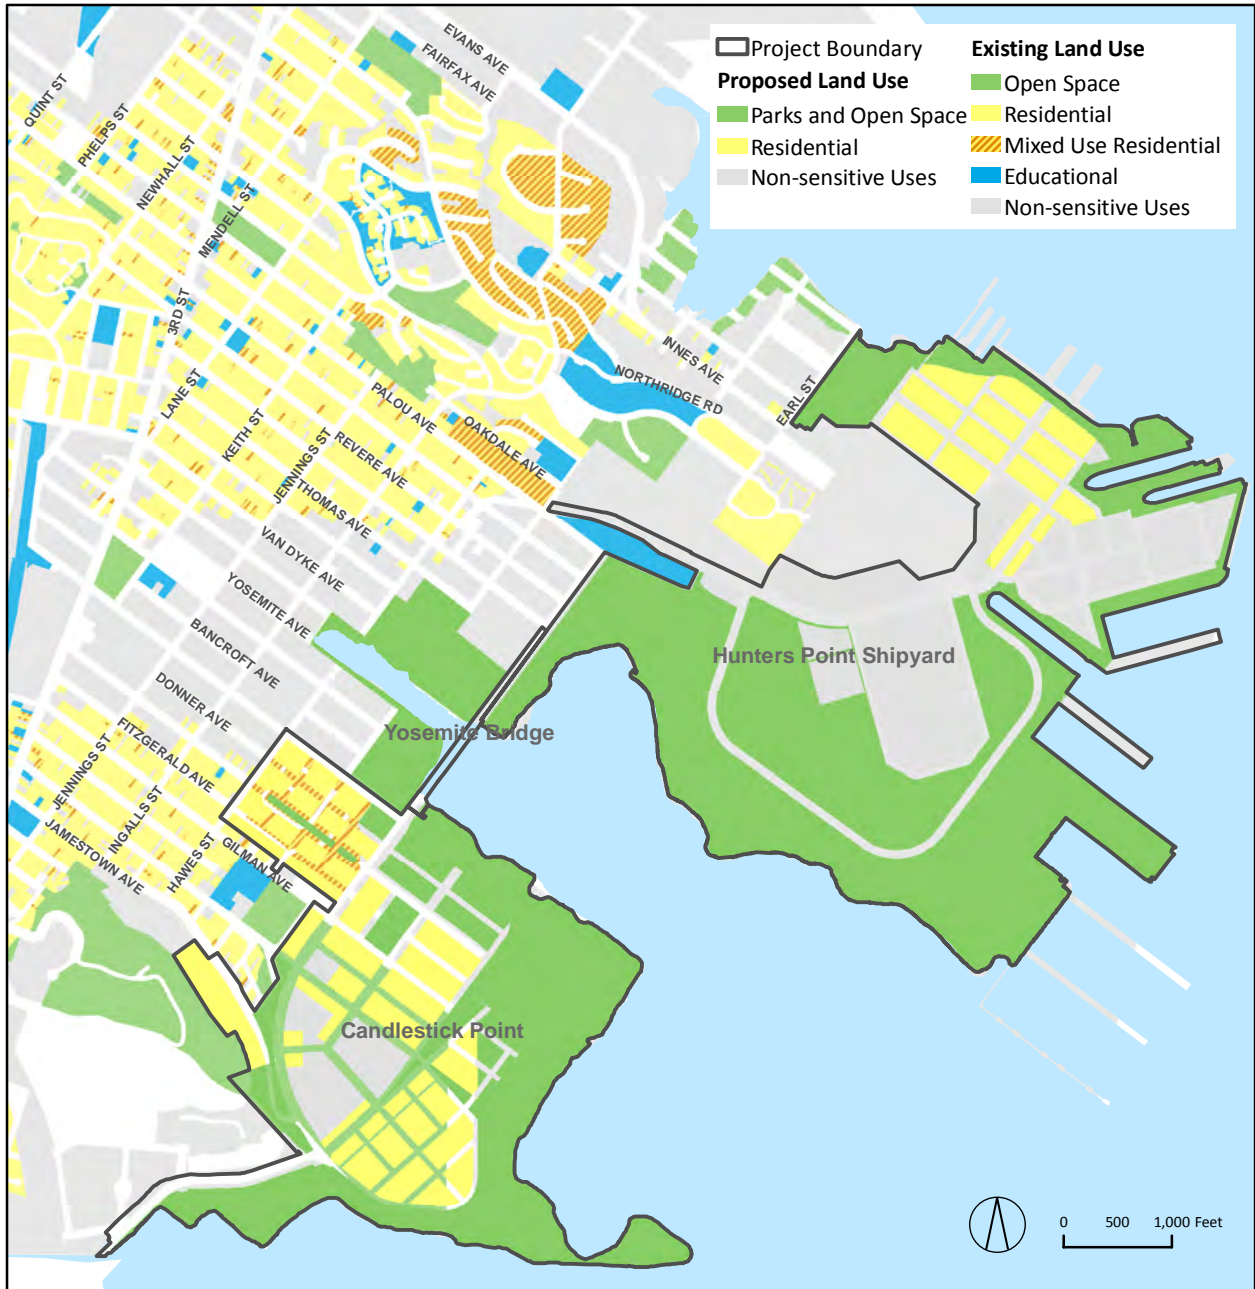 Project Boundary
Proposed Land Use
Parks and Open Space
Residential
Non-sensitive Uses
Existing Land Use
Open Space
Residential
Mixed Use Residential
Educational
Non-sensitive Uses
EVANS AVE
FAIRFAX AVE
QUINT ST
PHELPS ST
NEWHALL ST
MENDELL ST
3RD ST
LANE ST
KEITH ST
JENNINGS ST
PALOU AVE
OAKDALE AVE
REVERE AVE
THOMAS AVE
VAN DYKE AVE
YOSEMITE AVE
BANCROFT AVE
DONNER AVE
FITZGERALD AVE
INNES AVE
NORTHRIDGE RD
EARL ST
Hunters Point Shipyard
Yosemite Bridge
JENNINGS ST
INGALLS ST
HAWES ST
GILMAN AVE
JAMESTOWN AVE
Candlestick Point
0 500 1,000 Feet